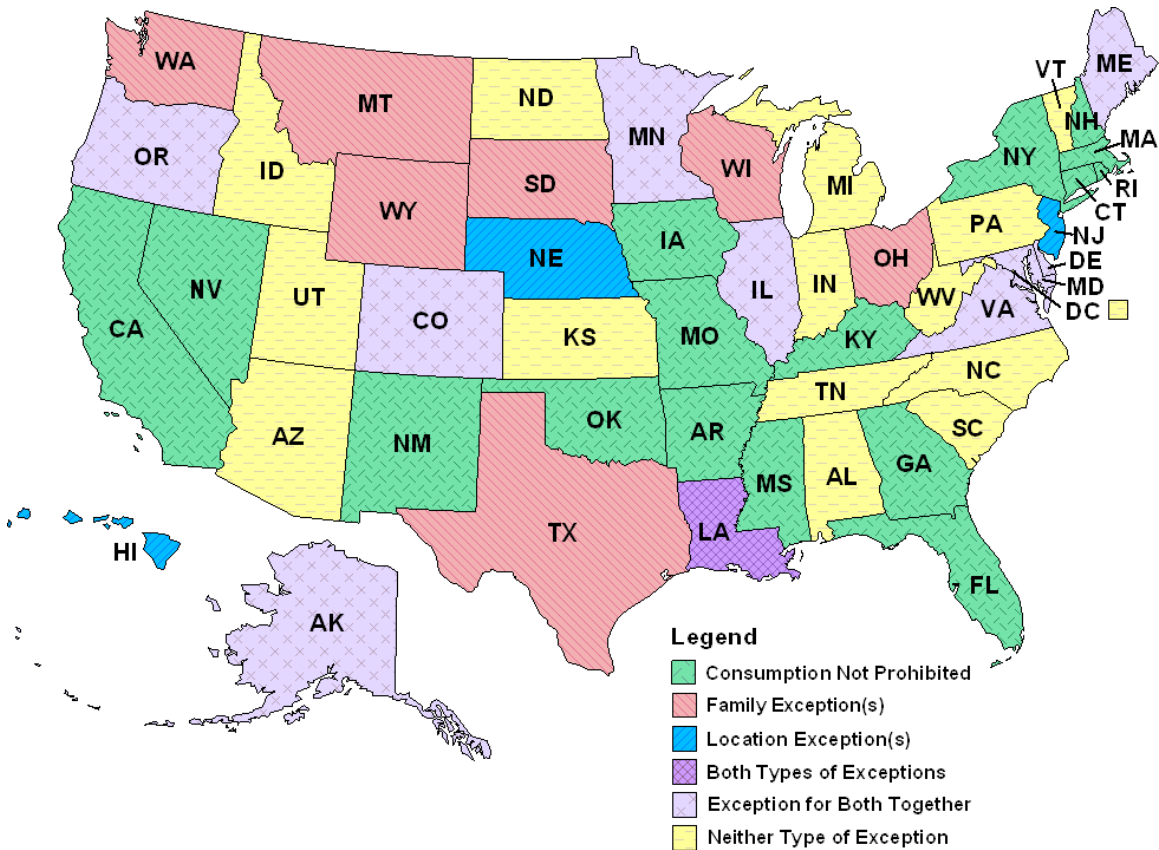 WA
MT
ND
MN
ME
VT
NH
MA
OR
ID
SD
WI
NY
MI
RI
CT
WY
PA
NJ
IA
NE
OH
DE
IN
MD
NV
UT
IL
WV
VA
DC
CO
CA
KS
MO
KY
NC
TN
AZ
NM
OK
AR
SC
GA
MS
AL
TX
LA
HI
FL
AK
Legend
Consumption Not Prohibited
Family Exception(s)
Location Exception(s)
Both Types of Exceptions
Exception for Both Together
Neither Type of Exception